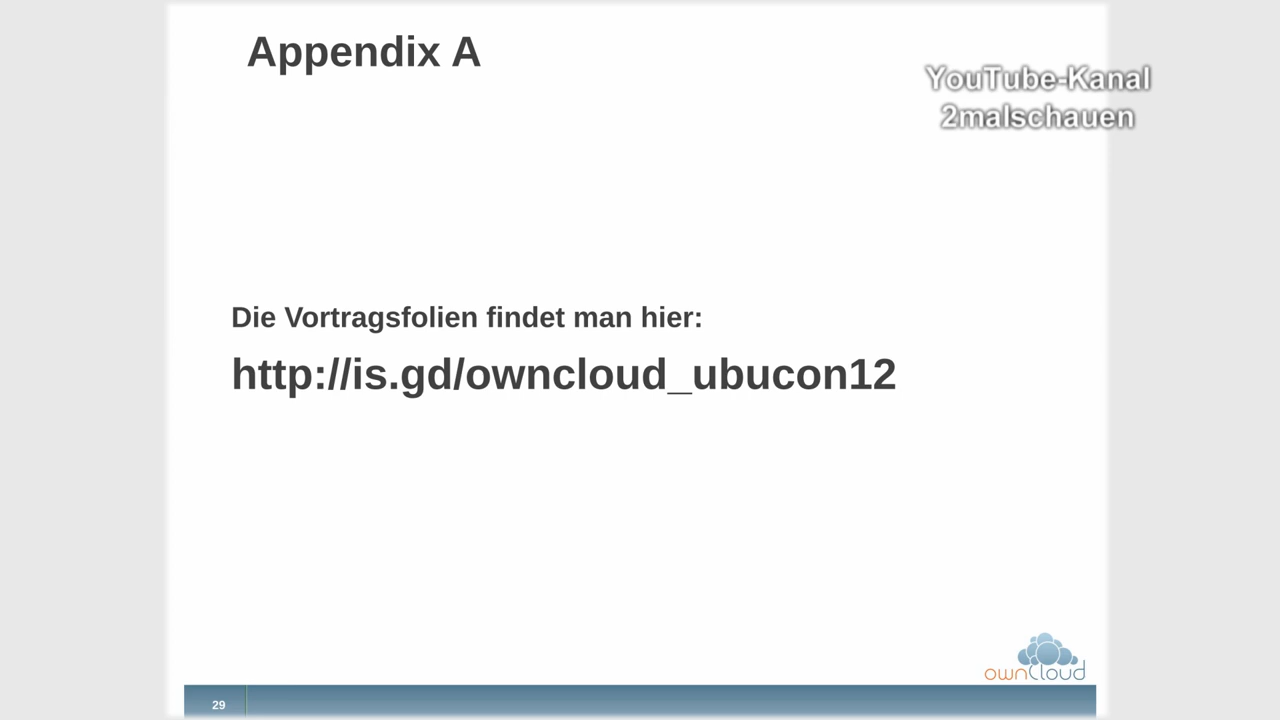 Appendix A
YouTube-Kanal
2malschauen
Die Vortragsfolien findet man hier:
http://is.gd/owncloud_ubucon12
ownCloud
29